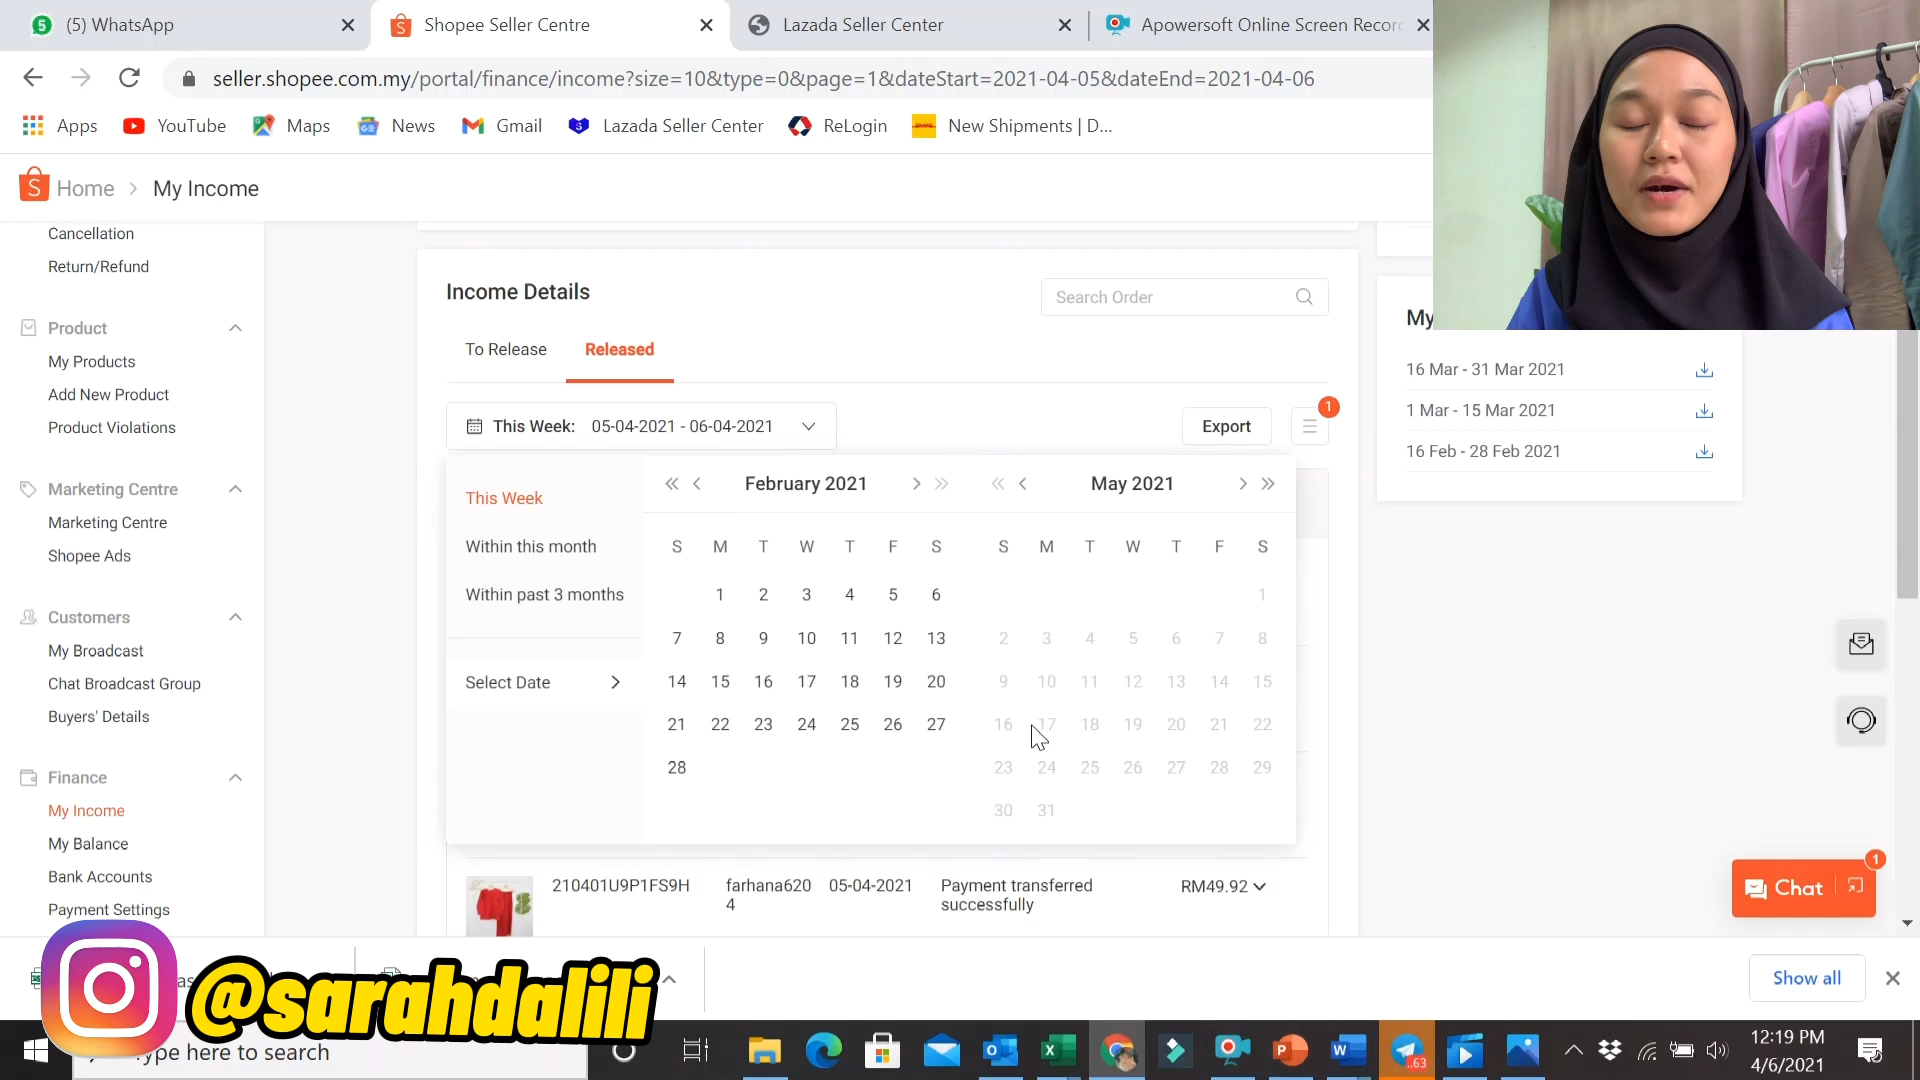 (5) WhatsApp
Shopee Seller Centre
Lazada Seller Center
Apowersoft Online Screen Recor
seller.shopee.com.my/portal/finance/income?size=10&type=0&page=1&dateStart=2021-04-05&dateEnd=2021-04-06
Apps
YouTube
Maps
News
Gmail
Lazada Seller Center
ReLogin
New Shipments | D...
Home > My Income
Cancellation
Return/Refund
Product
My Products
Add New Product
Product Violations
Marketing Centre
Marketing Centre
Shopee Ads
Customers
My Broadcast
Chat Broadcast Group
Buyers' Details
Finance
My Income
My Balance
Bank Accounts
Payment Settings
Income Details
Search Order
To Release
Released
This Week: 05-04-2021 - 06-04-2021
Export
1
This Week
Within this month
Within past 3 months
Select Date
February 2021
S M T W T F S
1 2 3 4 5 6
7 8 9 10 11 12 13
14 15 16 17 18 19 20
21 22 23 24 25 26 27
28
May 2021
S M T W T F S
1
2 3 4 5 6 7 8
9 10 11 12 13 14 15
16 17 18 19 20 21 22
23 24 25 26 27 28 29
30 31
210401U9P1FS9H
farhana620
4
05-04-2021
Payment transferred
successfully
RM49.92
My
16 Mar - 31 Mar 2021
1 Mar - 15 Mar 2021
16 Feb - 28 Feb 2021
Chat
1
Show all
@sarahdalili
ype here to search
63
12:19 PM
4/6/2021